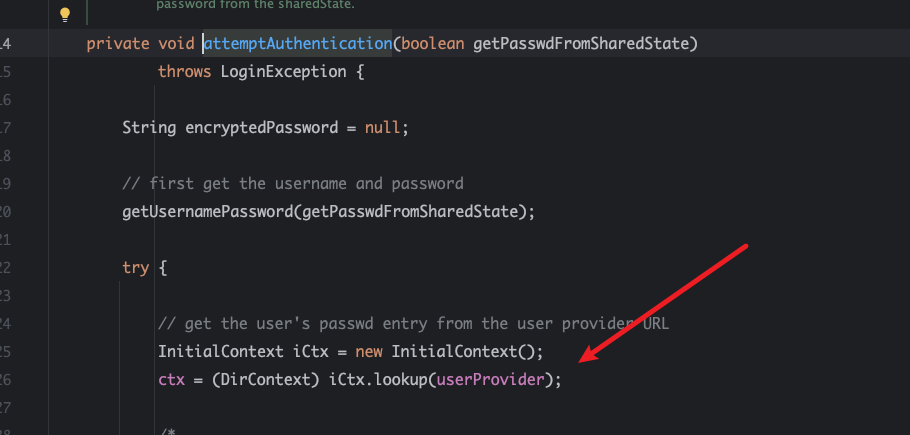 password from the sharedState.
14 private void attemptAuthentication(boolean getPasswdFromSharedState)
15 throws LoginException {
16
17 String encryptedPassword = null;
18
19 // first get the username and password
20 getUsernamePassword(getPasswdFromSharedState);
21
22 try {
23
24 // get the user's passwd entry from the user provider URL
25 InitialContext iCtx = new InitialContext();
26 ctx = (DirContext) iCtx.lookup(userProvider);
27
/*